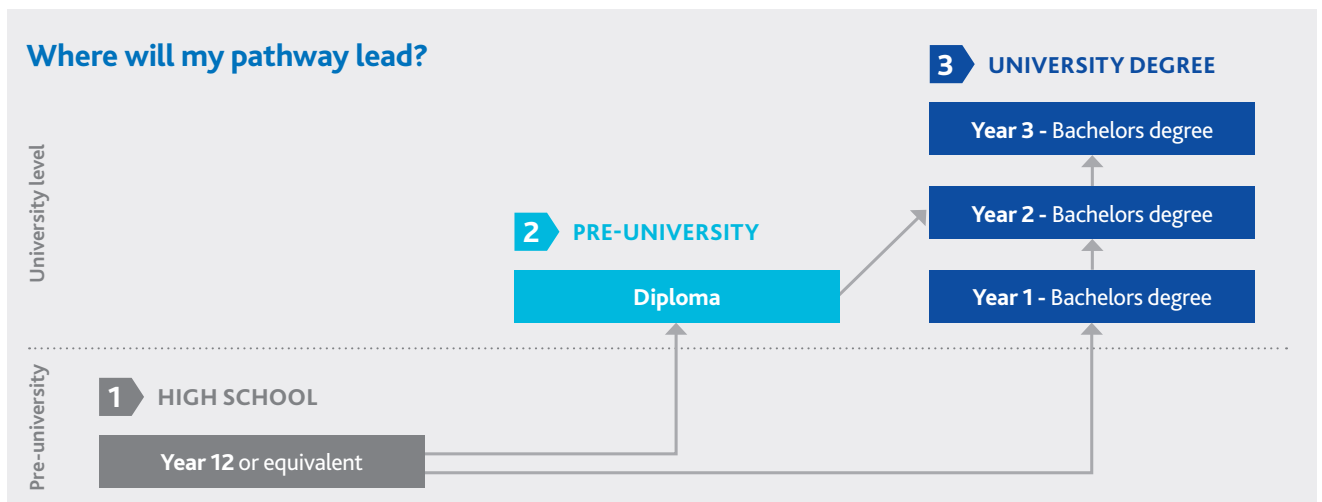 Where will my pathway lead?
3 UNIVERSITY DEGREE
Year 3 - Bachelors degree
University level
Year 2 - Bachelors degree
2 PRE-UNIVERSITY
Diploma
Year 1 - Bachelors degree
Pre-university
1 HIGH SCHOOL
Year 12 or equivalent